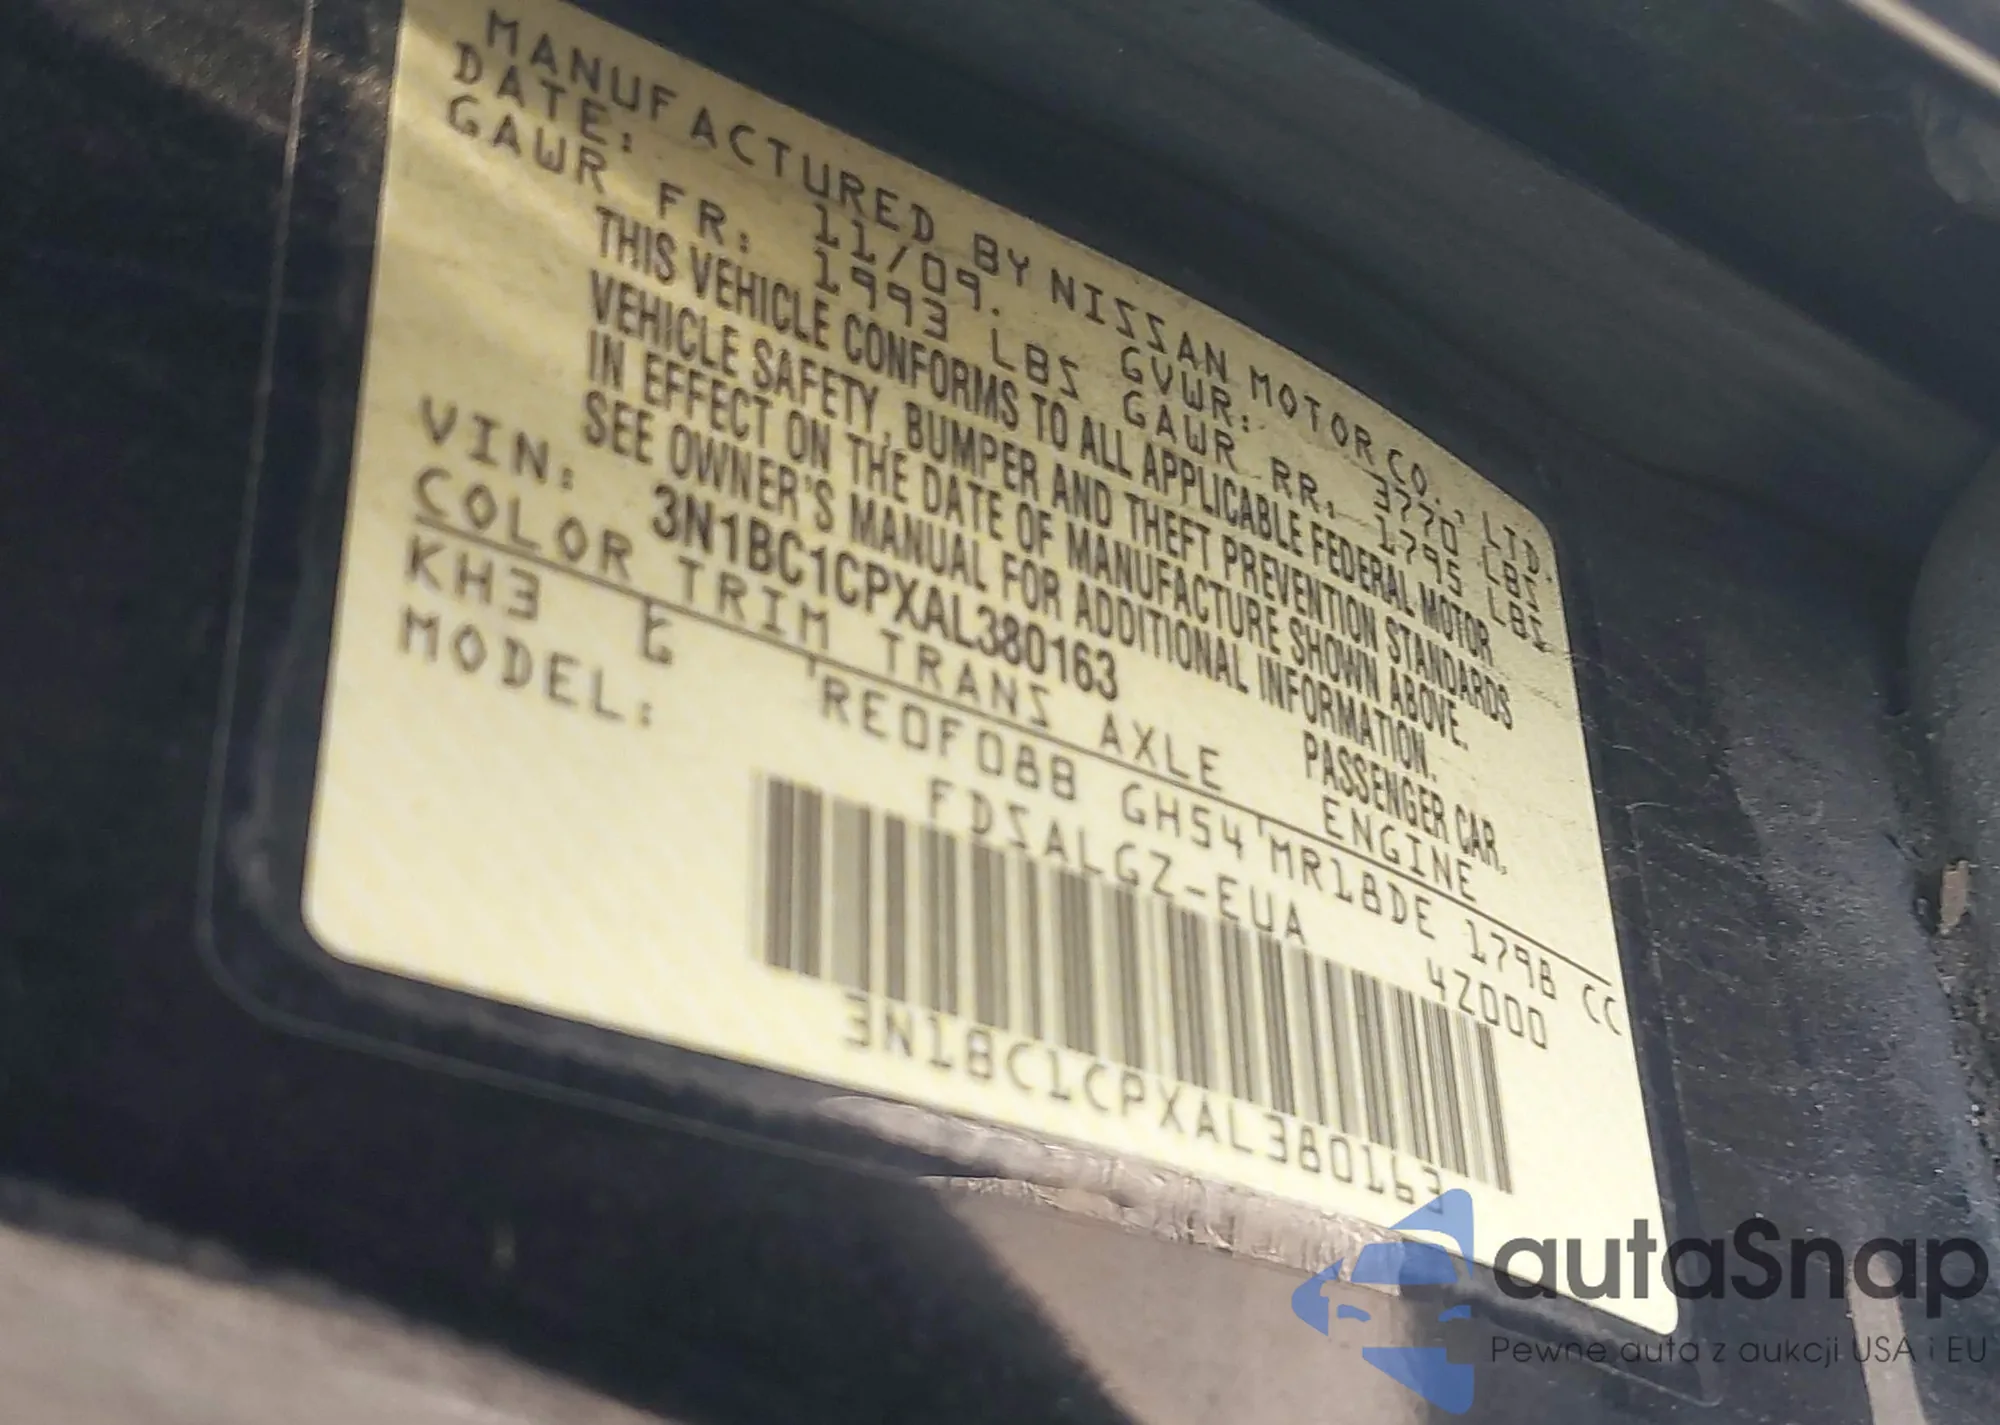 MANUFACTURED BY NISSAN MOTOR CO., LTD.
DATE: 11/09. GVWR: 3770 LBS
GAWR FR: 1993 LBS GAWR RR: 1795 LBS
THIS VEHICLE CONFORMS TO ALL APPLICABLE FEDERAL MOTOR
VEHICLE SAFETY, BUMPER AND THEFT PREVENTION STANDARDS
IN EFFECT ON THE DATE OF MANUFACTURE SHOWN ABOVE.
SEE OWNER'S MANUAL FOR ADDITIONAL INFORMATION.
VIN: 3N1BC1CPXAL380163 PASSENGER CAR,
COLOR TRIM TRANS AXLE ENGINE
KH3 G RE0F08B GH54 MR18DE 1798 CC
MODEL: FDSALGZ-EUA 4Z000
3N1BC1CPXAL380163
autaSnap
Pewne auta z aukcji USA i EU